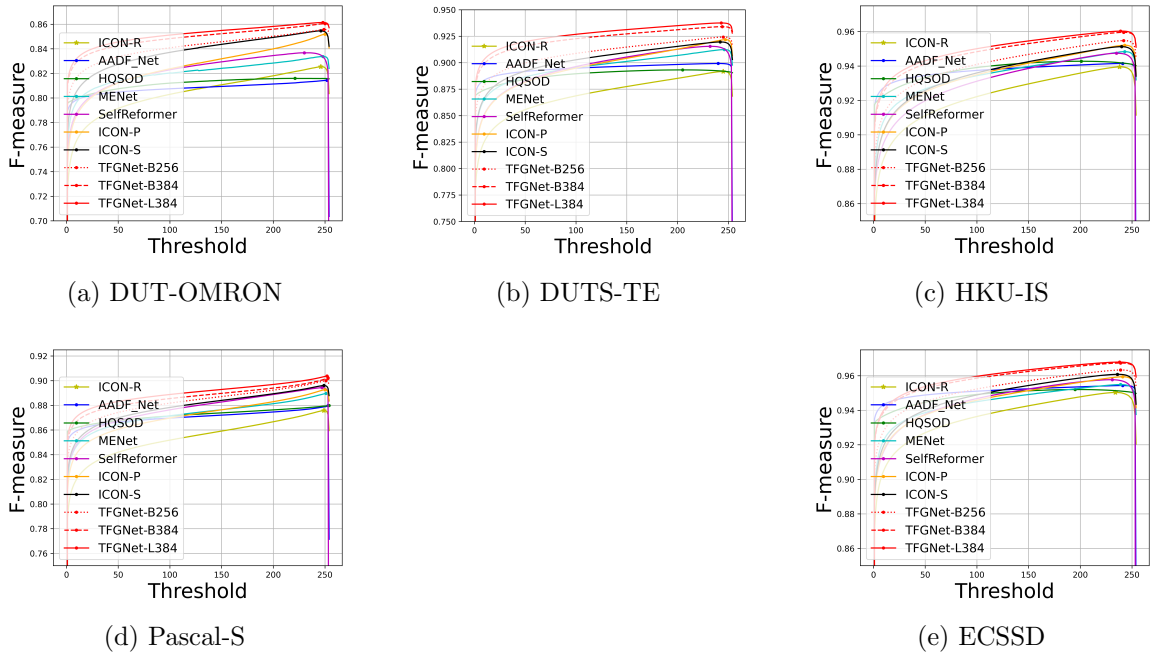 0.86
0.84
0.82
0.80
0.78
0.76
0.74
0.72
0.70
F-measure
ICON-R
AADF_Net
HQSOD
MENet
SelfReformer
ICON-P
ICON-S
TFGNet-B256
TFGNet-B384
TFGNet-L384
0 50 100 150 200 250
Threshold
(a) DUT-OMRON
0.950
0.925
0.900
0.875
0.850
0.825
0.800
0.775
0.750
F-measure
ICON-R
AADF_Net
HQSOD
MENet
SelfReformer
ICON-P
ICON-S
TFGNet-B256
TFGNet-B384
TFGNet-L384
0 50 100 150 200 250
Threshold
(b) DUTS-TE
0.96
0.94
0.92
0.90
0.88
0.86
F-measure
ICON-R
AADF_Net
HQSOD
MENet
SelfReformer
ICON-P
ICON-S
TFGNet-B256
TFGNet-B384
TFGNet-L384
0 50 100 150 200 250
Threshold
(c) HKU-IS
0.92
0.90
0.88
0.86
0.84
0.82
0.80
0.78
0.76
F-measure
ICON-R
AADF_Net
HQSOD
MENet
SelfReformer
ICON-P
ICON-S
TFGNet-B256
TFGNet-B384
TFGNet-L384
0 50 100 150 200 250
Threshold
(d) Pascal-S
0.96
0.94
0.92
0.90
0.88
0.86
F-measure
ICON-R
AADF_Net
HQSOD
MENet
SelfReformer
ICON-P
ICON-S
TFGNet-B256
TFGNet-B384
TFGNet-L384
0 50 100 150 200 250
Threshold
(e) ECSSD